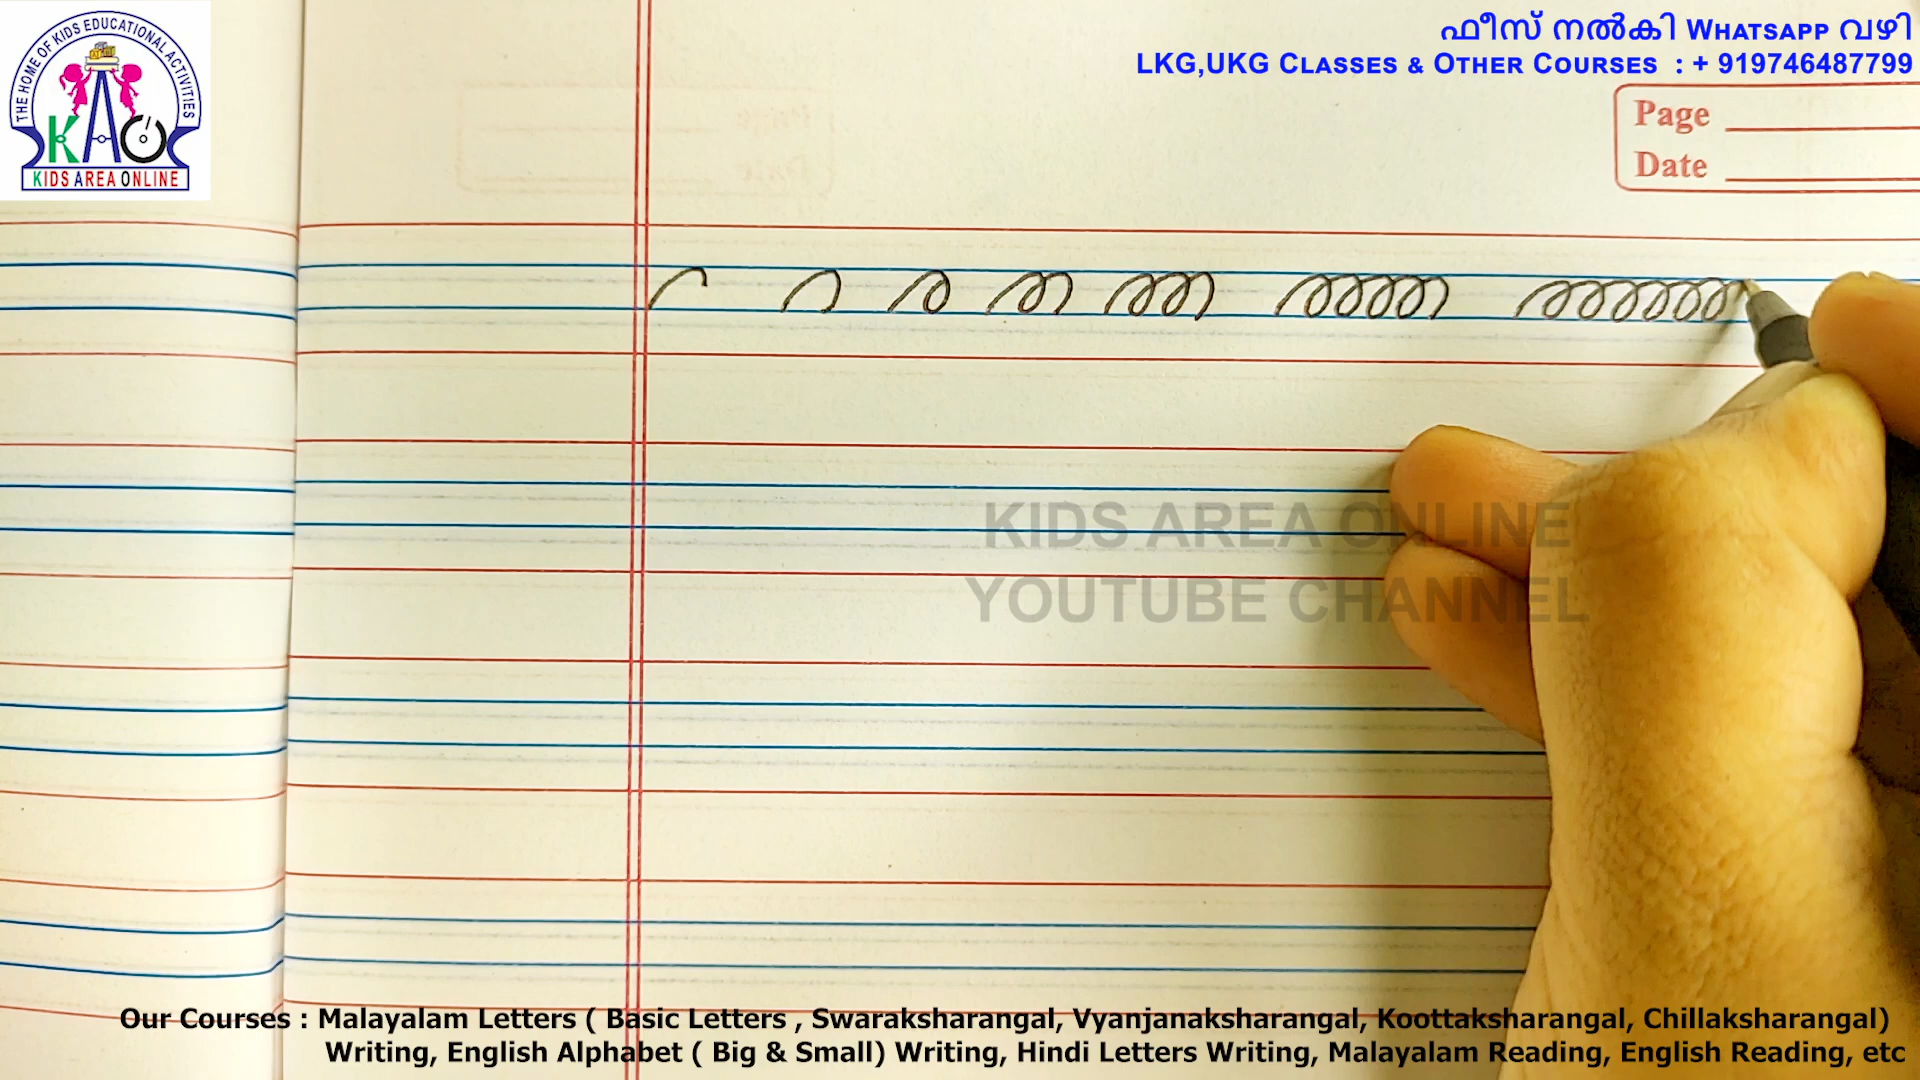 THE HOME OF KIDS EDUCATIONAL ACTIVITIES
KAO
KIDS AREA ONLINE
ഫീസ് നൽകി WHATSAPP വഴി
LKG,UKG CLASSES & OTHER COURSES : + 919746487799
Page
Date
KIDS AREA ONLINE
YOUTUBE CHANNEL
Our Courses : Malayalam Letters ( Basic Letters , Swaraksharangal, Vyanjanaksharangal, Koottaksharangal, Chillaksharangal)
Writing, English Alphabet ( Big & Small) Writing, Hindi Letters Writing, Malayalam Reading, English Reading, etc